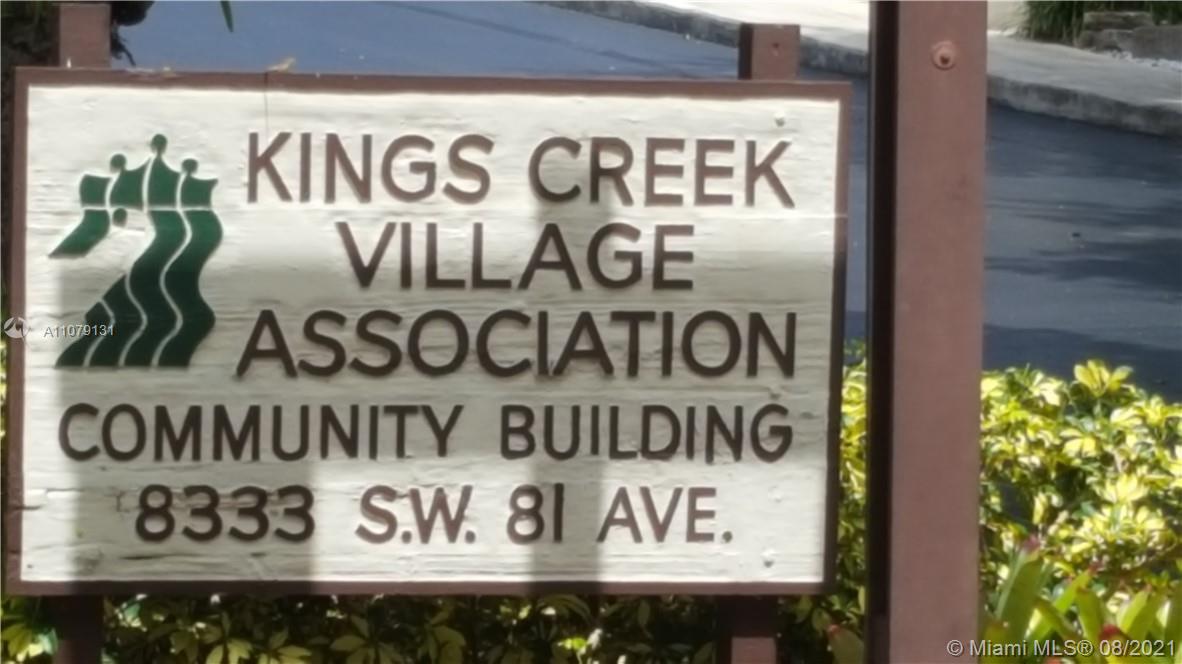 KINGS CREEK
VILLAGE
ASSOCIATION
COMMUNITY BUILDING
8333 S.W. 81 AVE.
A11079131
© Miami MLS® 08/2021